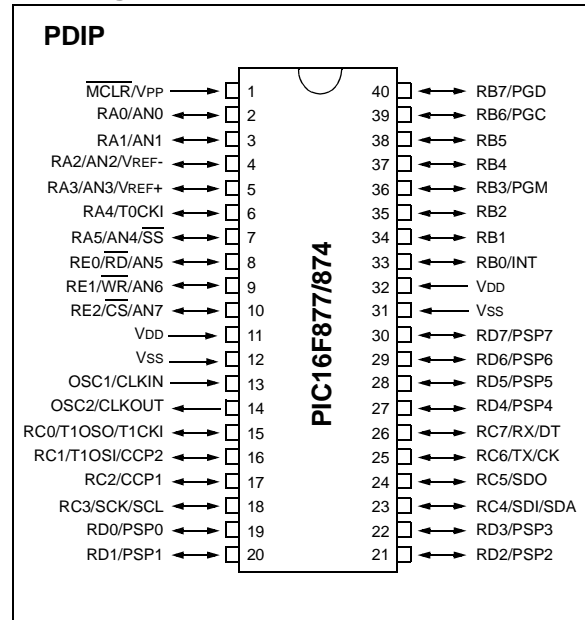 PDIP
MCLR/VPP 1 40 RB7/PGD
RA0/AN0 2 39 RB6/PGC
RA1/AN1 3 38 RB5
RA2/AN2/VREF- 4 37 RB4
RA3/AN3/VREF+ 5 36 RB3/PGM
RA4/T0CKI 6 35 RB2
RA5/AN4/SS 7 34 RB1
RE0/RD/AN5 8 33 RB0/INT
RE1/WR/AN6 9 32 VDD
RE2/CS/AN7 10 31 VSS
VDD 11 30 RD7/PSP7
VSS 12 29 RD6/PSP6
OSC1/CLKIN 13 28 RD5/PSP5
OSC2/CLKOUT 14 27 RD4/PSP4
RC0/T1OSO/T1CKI 15 26 RC7/RX/DT
RC1/T1OSI/CCP2 16 25 RC6/TX/CK
RC2/CCP1 17 24 RC5/SDO
RC3/SCK/SCL 18 23 RC4/SDI/SDA
RD0/PSP0 19 22 RD3/PSP3
RD1/PSP1 20 21 RD2/PSP2
PIC16F877/874